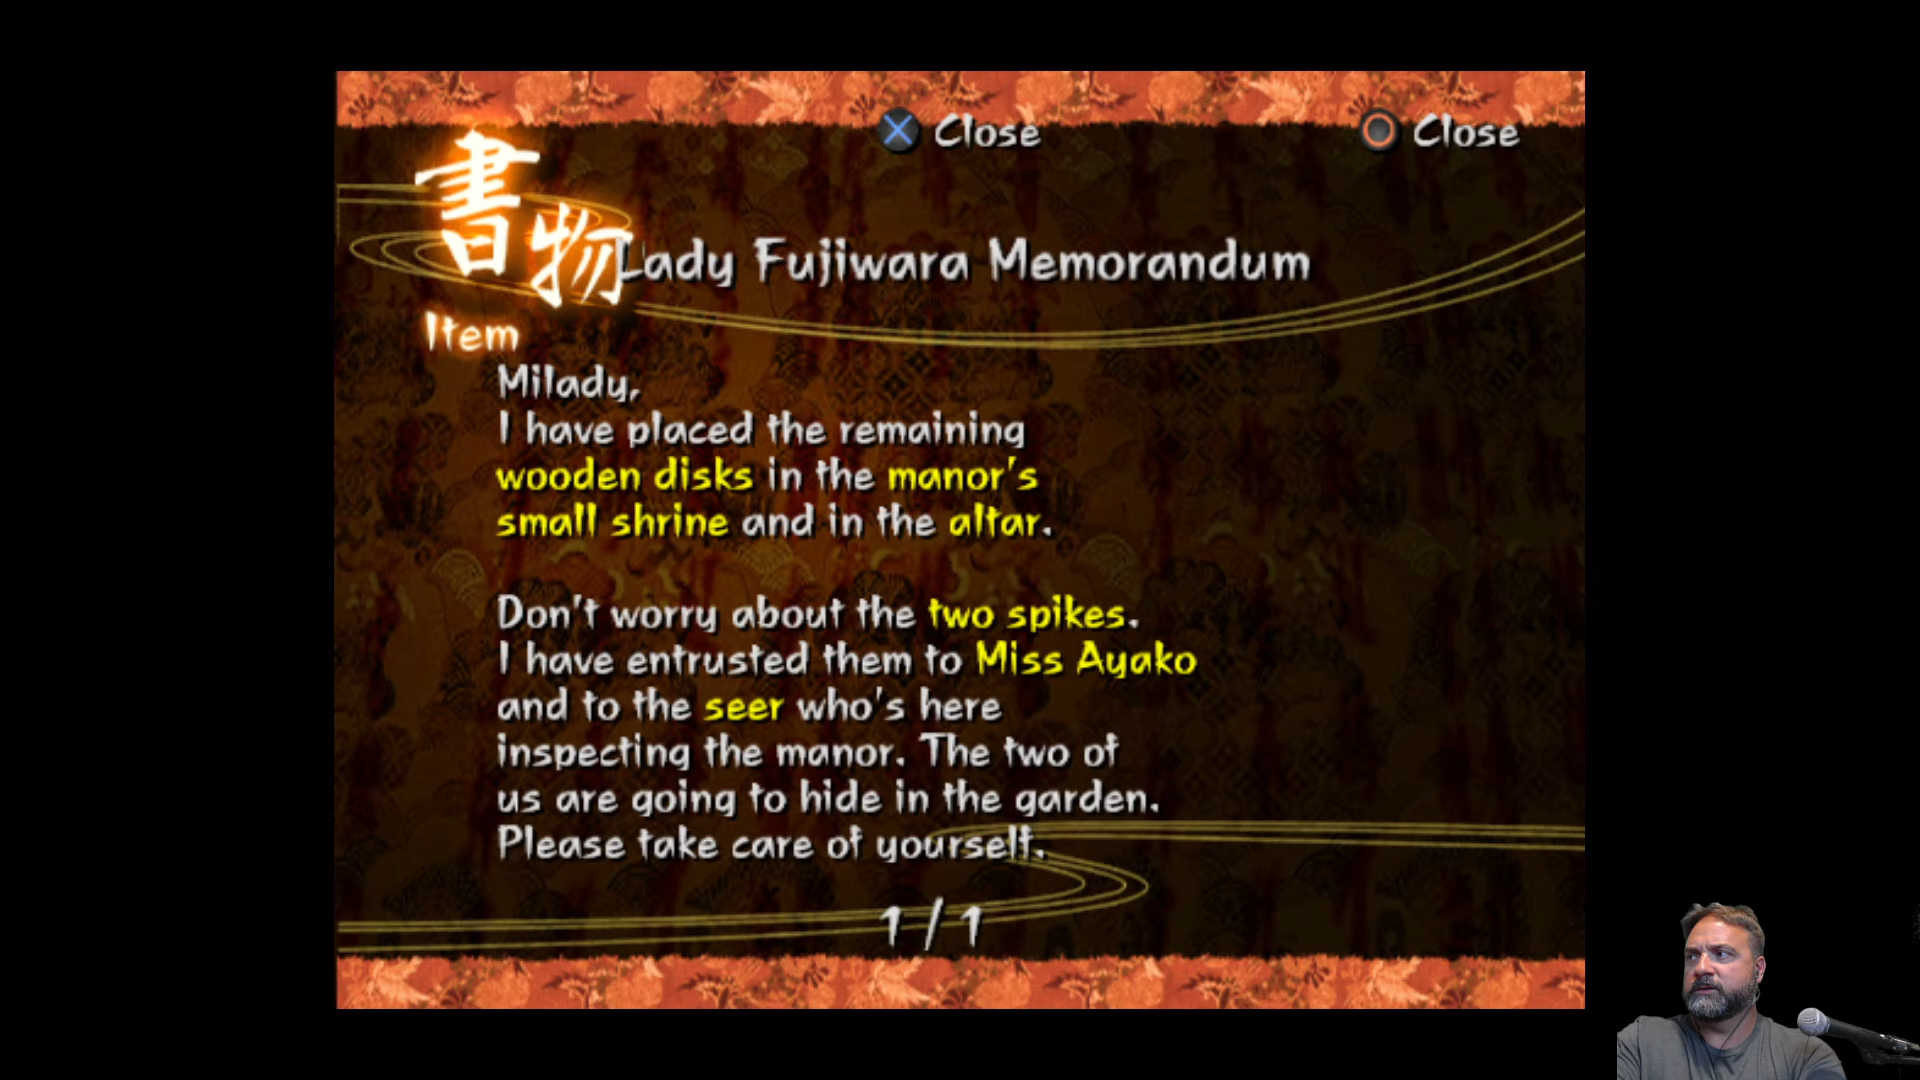 Close
Close
書物
Lady Fujiwara Memorandum
Item
Milady,
I have placed the remaining
wooden disks in the manor's
small shrine and in the altar.
Don't worry about the two spikes.
I have entrusted them to Miss Ayako
and to the seer who's here
inspecting the manor. The two of
us are going to hide in the garden.
Please take care of yourself.
1/1